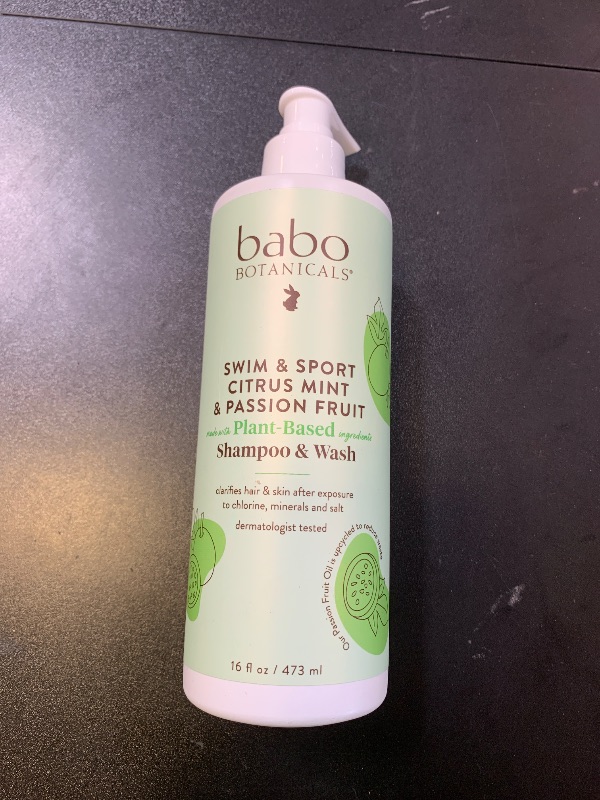 babo
BOTANICALS®
SWIM & SPORT
CITRUS MINT
& PASSION FRUIT
made with Plant-Based ingredients
Shampoo & Wash
clarifies hair & skin after exposure
to chlorine, minerals and salt
dermatologist tested
Our Passion Fruit Oil is upcycled to reduce waste
16 fl oz / 473 ml